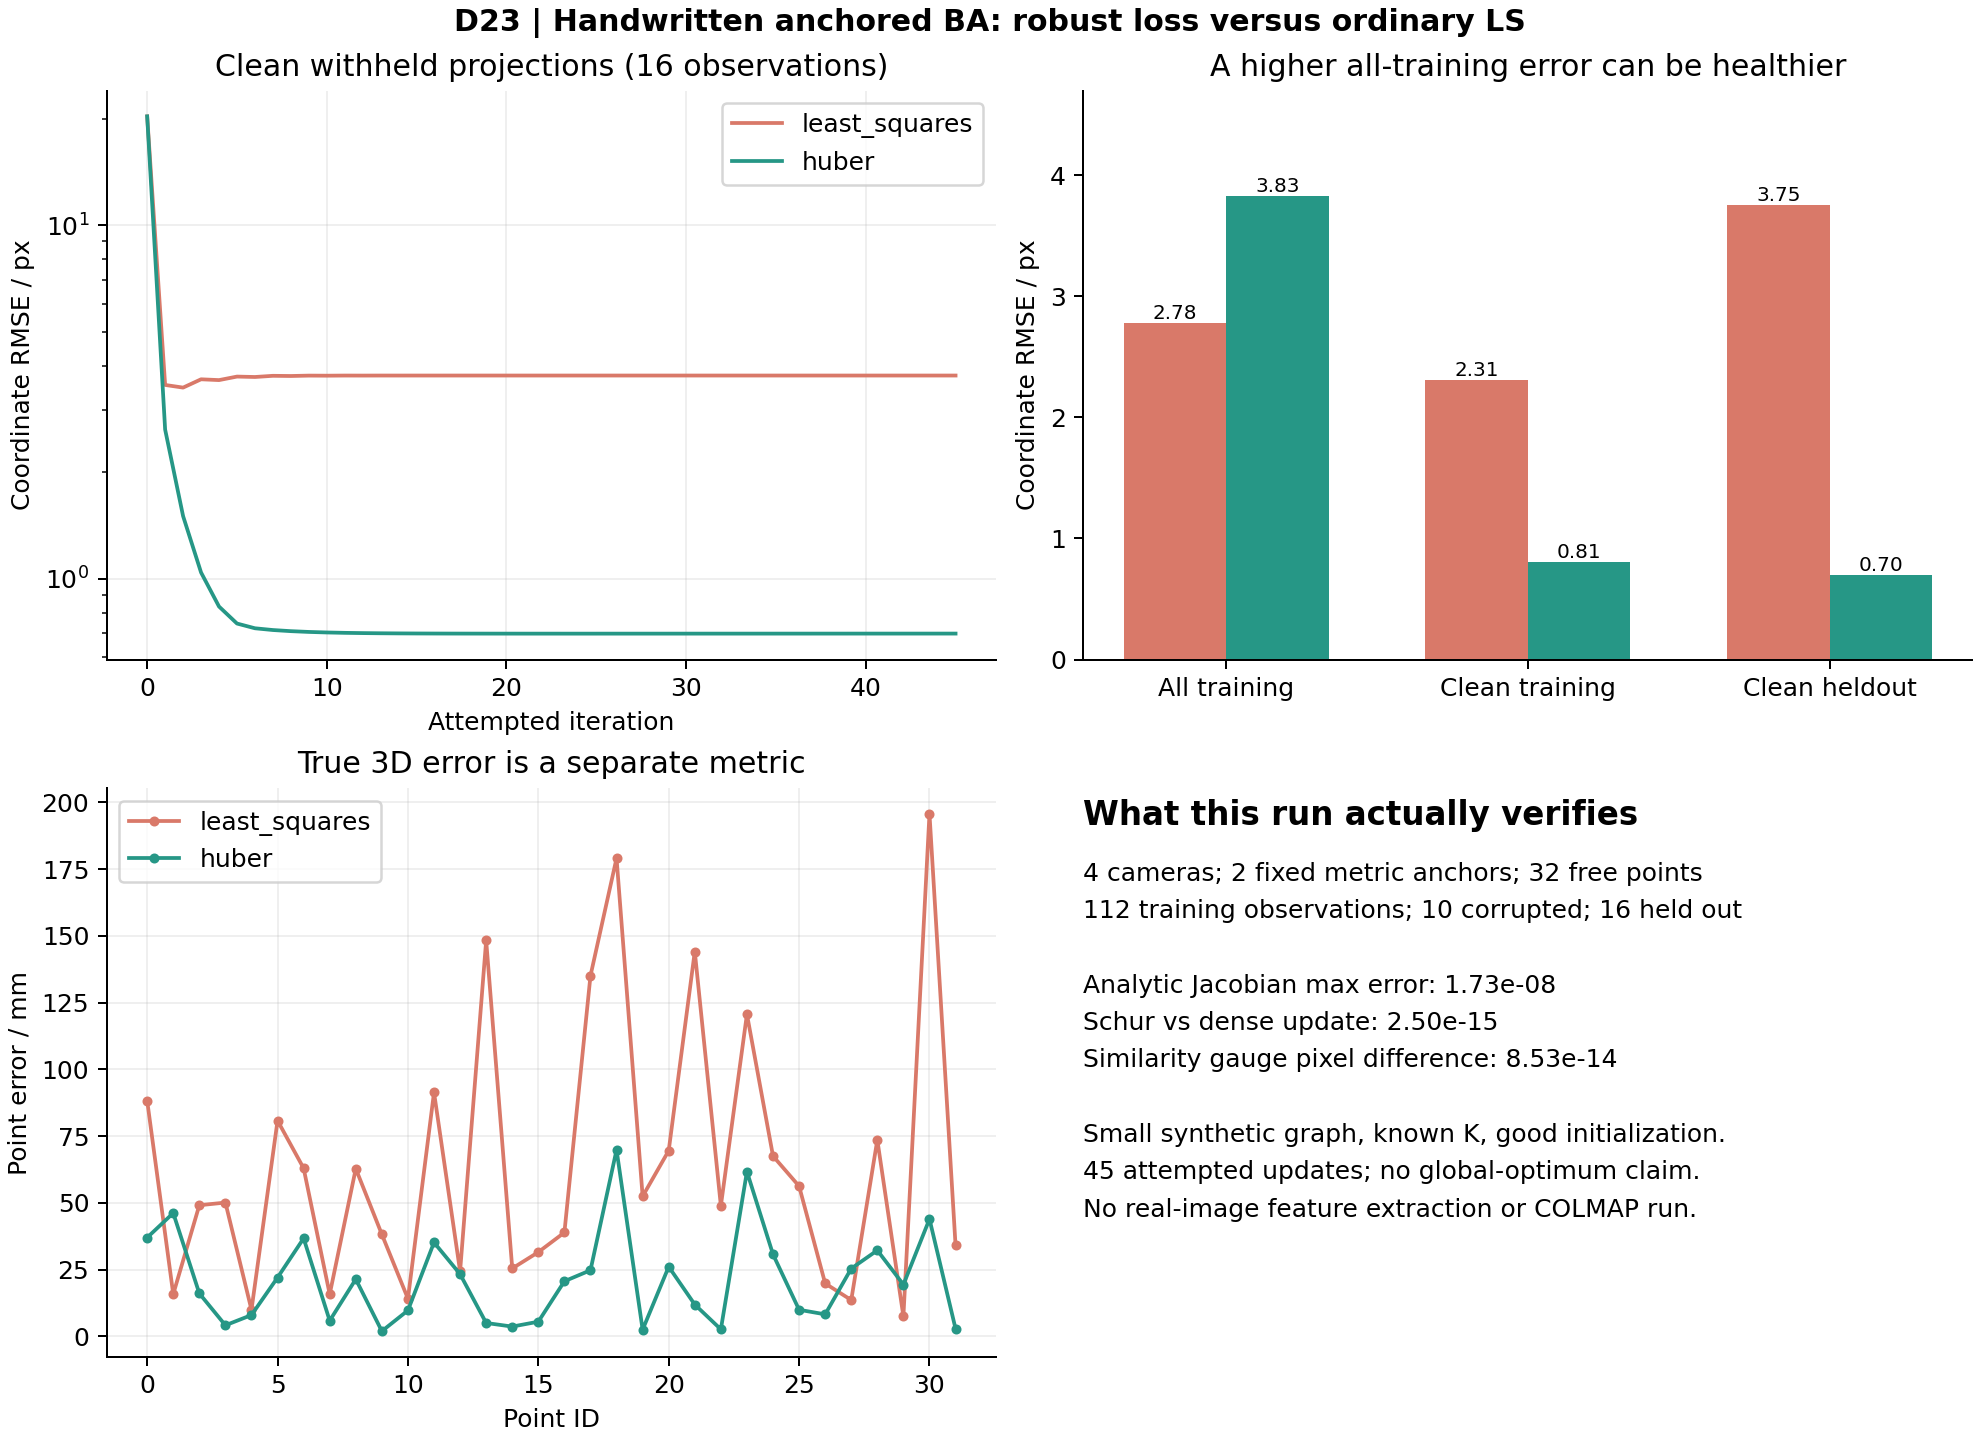 D23 | Handwritten anchored BA: robust loss versus ordinary LS
Clean withheld projections (16 observations)
least_squares
huber
10¹
10⁰
Coordinate RMSE / px
0
10
20
30
40
Attempted iteration
A higher all-training error can be healthier
4
3
2
1
0
Coordinate RMSE / px
2.78
3.83
2.31
0.81
3.75
0.70
All training
Clean training
Clean heldout
True 3D error is a separate metric
least_squares
huber
200
175
150
125
100
75
50
25
0
Point error / mm
0
5
10
15
20
25
30
Point ID
What this run actually verifies
4 cameras; 2 fixed metric anchors; 32 free points
112 training observations; 10 corrupted; 16 held out
Analytic Jacobian max error: 1.73e-08
Schur vs dense update: 2.50e-15
Similarity gauge pixel difference: 8.53e-14
Small synthetic graph, known K, good initialization.
45 attempted updates; no global-optimum claim.
No real-image feature extraction or COLMAP run.